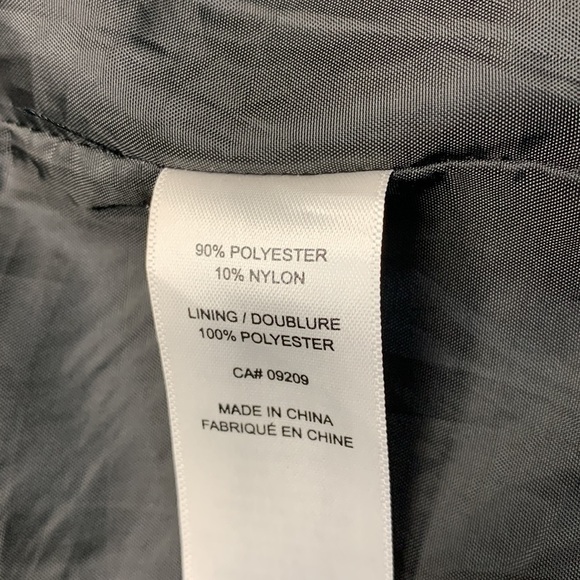 90% POLYESTER
10% NYLON
LINING / DOUBLURE
100% POLYESTER
CA# 09209
MADE IN CHINA
FABRIQUÉ EN CHINE